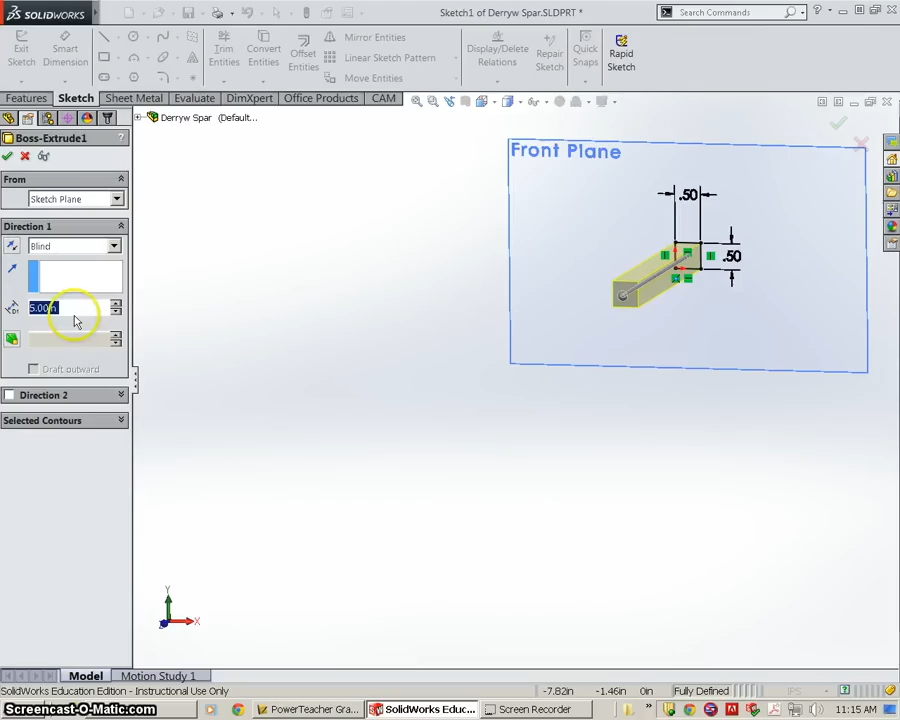 SOLIDWORKS
Sketch1 of Derryw Spar.SLDPRT *
Search Commands
Exit Sketch
Smart Dimension
Trim Entities
Convert Entities
Offset Entities
Mirror Entities
Linear Sketch Pattern
Move Entities
Display/Delete Relations
Repair Sketch
Quick Snaps
Rapid Sketch
Features Sketch Sheet Metal Evaluate DimXpert Office Products CAM
Derryw Spar (Default...
Boss-Extrude1 ?
From
Sketch Plane
Direction 1
Blind
5.00in
Draft outward
Direction 2
Selected Contours
Front Plane
.50
.50
Y
X
Z
Model Motion Study 1
SolidWorks Education Edition - Instructional Use Only
-7.82in -1.46in 0in Fully Defined IPS
Screencast-O-Matic.com
PowerTeacher Gra...
SolidWorks Educ...
Screen Recorder
11:15 AM